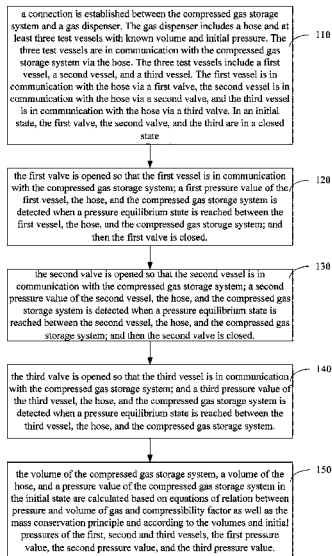 a connection is established between the compressed gas storage
system and a gas dispenser. The gas dispenser includes a hose and at
least three test vessels with known volume and initial pressure. The
three test vessels are in communication with the compressed gas
storage system via the hose. The three test vessels include a first
vessel, a second vessel, and a third vessel. The first vessel is in
communication with the hose via a first valve, the second vessel is in
communication with the hose via a second valve, and the third vessel
is in communication with the hose via a third valve. In an initial
state, the first valve, the second valve, and the third are in a closed
state
110
the first valve is opened so that the first vessel is in communication
with the compressed gas storage system; a first pressure value of the
first vessel, the hose, and the compressed gas storage system is
detected when a pressure equilibrium state is reached between the
first vessel, the hose, and the compressed gas storage system; and
then the first valve is closed.
120
the second valve is opened so that the second vessel is in
communication with the compressed gas storage system; a second
pressure value of the second vessel, the hose, and the compressed gas
storage system is detected when a pressure equilibrium state is
reached between the second vessel, the hose, and the compressed gas
storage system; and then the second valve is closed.
130
the third valve is opened so that the third vessel is in communication
with the compressed gas storage system; and a third pressure value of
the third vessel, the hose, and the compressed gas storage system is
detected when a pressure equilibrium state is reached between the
third vessel, the hose, and the compressed gas storage system.
140
the volume of the compressed gas storage system, a volume of the
hose, and a pressure value of the compressed gas storage system in
the initial state are calculated based on equations of relation between
pressure and volume of gas and compressibility factor as well as the
mass conservation principle and according to the volumes and initial
pressures of the first, second and third vessels, the first pressure
value, the second pressure value, and the third pressure value.
150